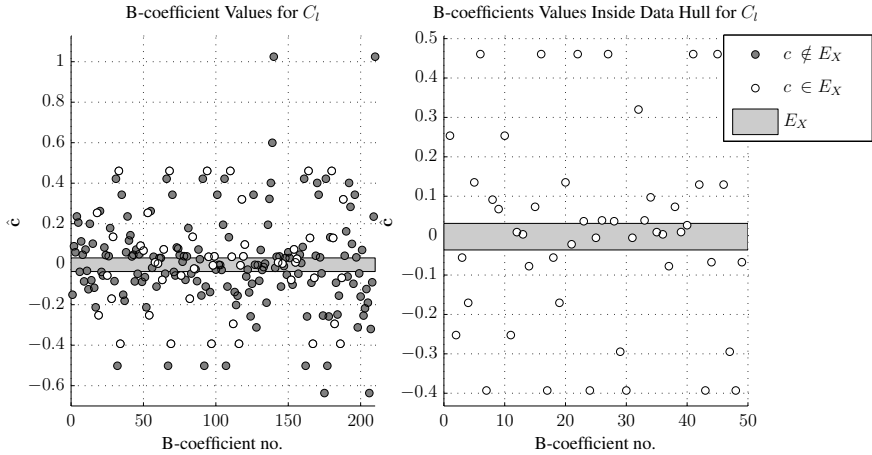 B-coefficient Values for C_l
1
0.8
0.6
0.4
0.2
0
−0.2
−0.4
−0.6
ĉ
0 50 100 150 200
B-coefficient no.
B-coefficients Values Inside Data Hull for C_l
0.5
0.4
0.3
0.2
0.1
0
−0.1
−0.2
−0.3
−0.4
ĉ
0 10 20 30 40 50
B-coefficient no.
c ∉ E_X
c ∈ E_X
E_X